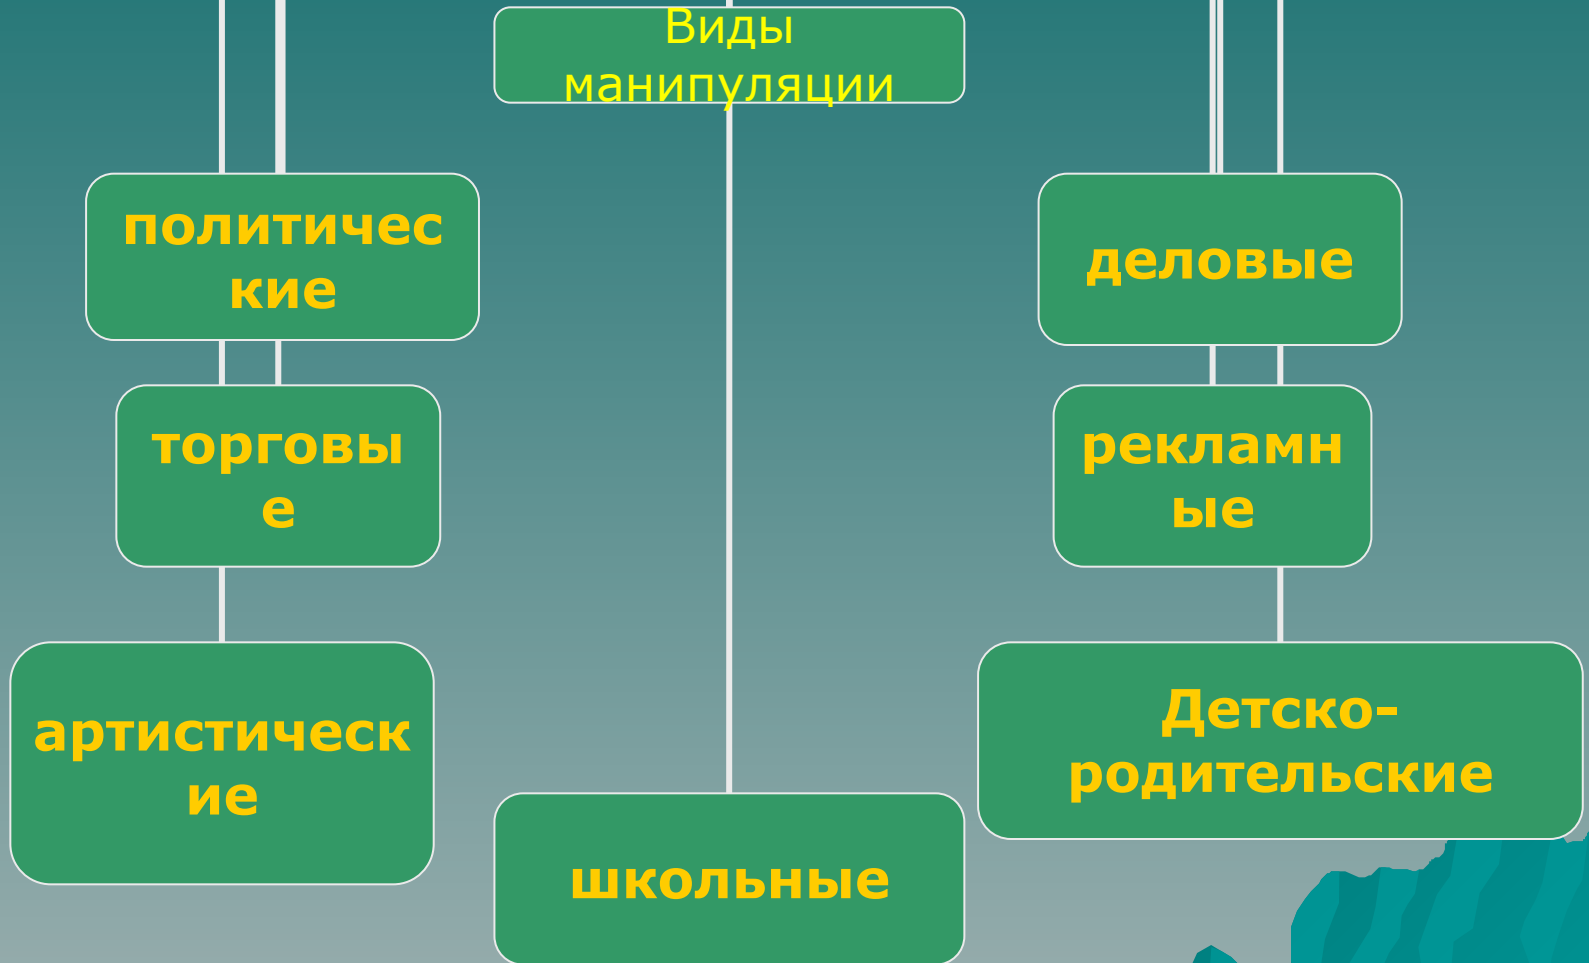 Виды
манипуляции
политичес
кие
деловые
торговы
е
рекламн
ые
артистическ
ие
Детско-
родительские
школьные